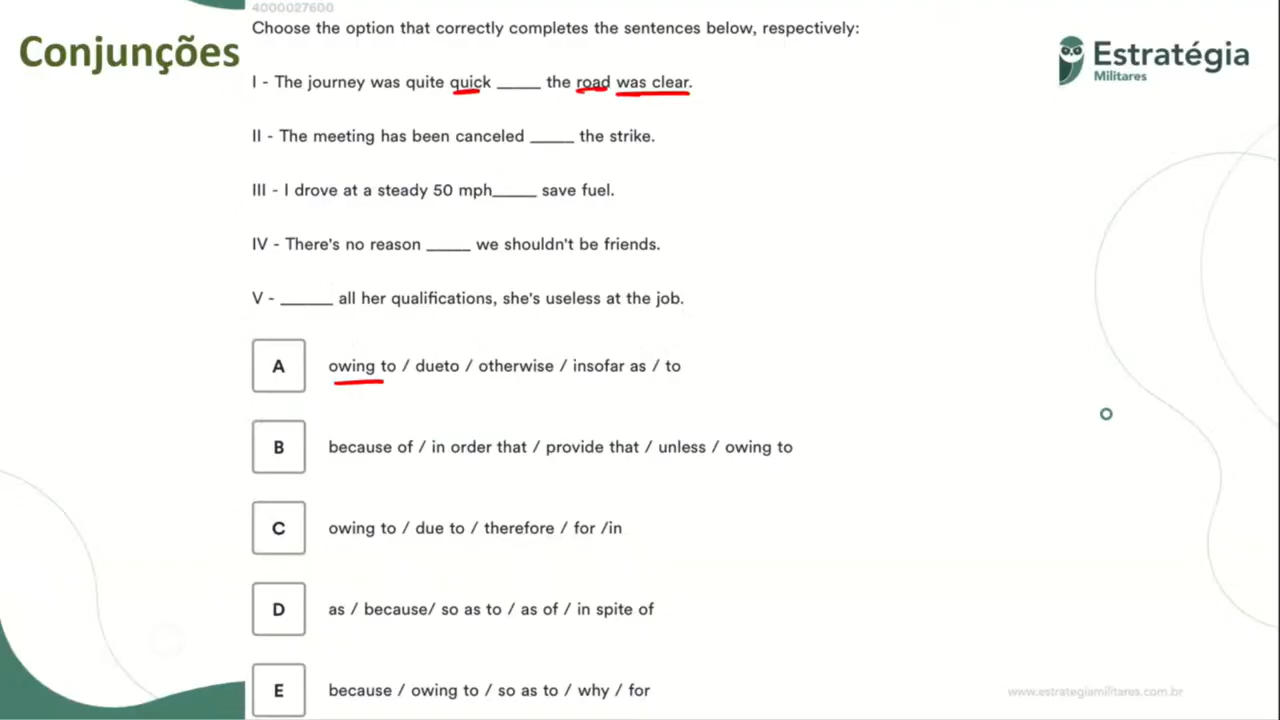 4000027600
Conjunções
Choose the option that correctly completes the sentences below, respectively:
Estratégia
Militares
I - The journey was quite quick _____ the road was clear.
II - The meeting has been canceled _____ the strike.
III - I drove at a steady 50 mph_____ save fuel.
IV - There's no reason _____ we shouldn't be friends.
V - ______ all her qualifications, she's useless at the job.
A owing to / dueto / otherwise / insofar as / to
B because of / in order that / provide that / unless / owing to
C owing to / due to / therefore / for /in
D as / because/ so as to / as of / in spite of
E because / owing to / so as to / why / for
www.estrategiamilitares.com.br